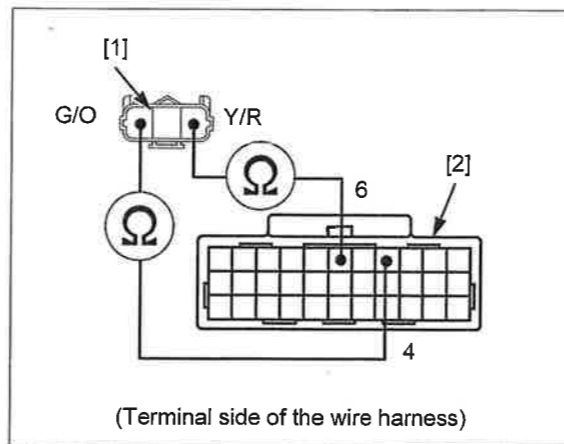 [1]
G/O
Y/R
Ω
6
[2]
Ω
4
(Terminal side of the wire harness)